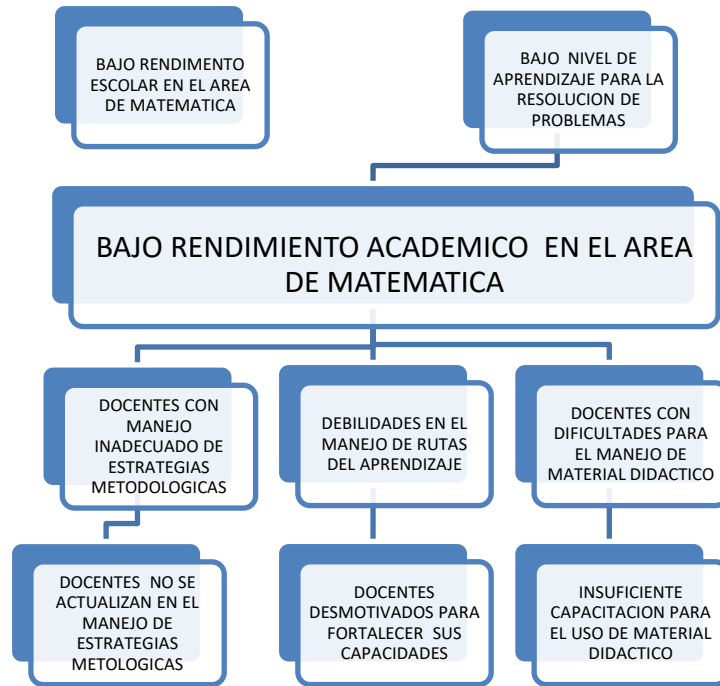 BAJO RENDIMENTO
ESCOLAR EN EL AREA
DE MATEMATICA
BAJO NIVEL DE
APRENDIZAJE PARA LA
RESOLUCION DE
PROBLEMAS
BAJO RENDIMIENTO ACADEMICO EN EL AREA
DE MATEMATICA
DOCENTES CON
MANEJO
INADECUADO DE
ESTRATEGIAS
METODOLOGICAS
DEBILIDADES EN EL
MANEJO DE RUTAS
DEL APRENDIZAJE
DOCENTES CON
DIFICULTADES PARA
EL MANEJO DE
MATERIAL DIDACTICO
DOCENTES NO SE
ACTUALIZAN EN EL
MANEJO DE
ESTRATEGIAS
METOLOGICAS
DOCENTES
DESMOTIVADOS PARA
FORTALECER SUS
CAPACIDADES
INSUFICIENTE
CAPACITACION PARA
EL USO DE MATERIAL
DIDACTICO